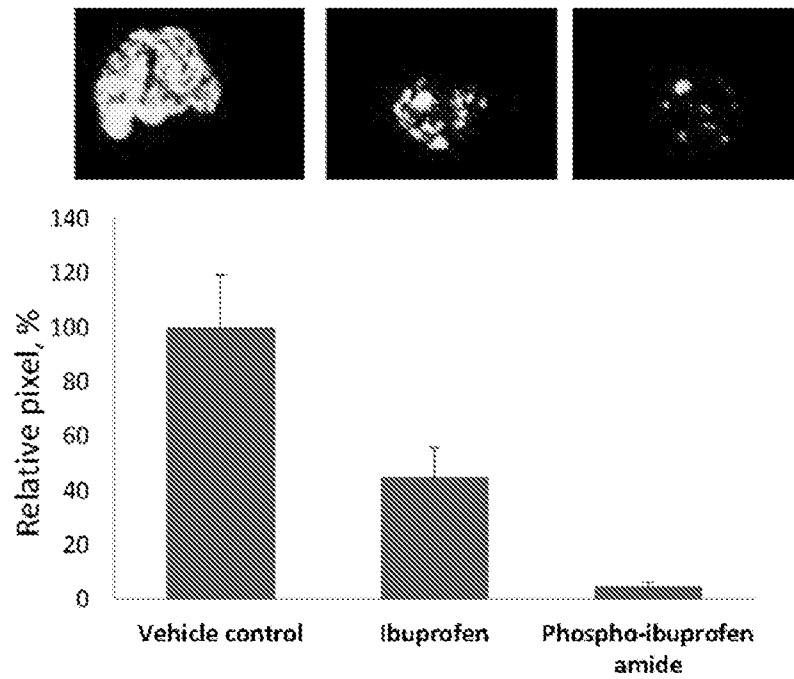 140
120
100
80
60
40
20
0
Relative pixel, %
Vehicle control
Ibuprofen
Phospho-ibuprofen
amide